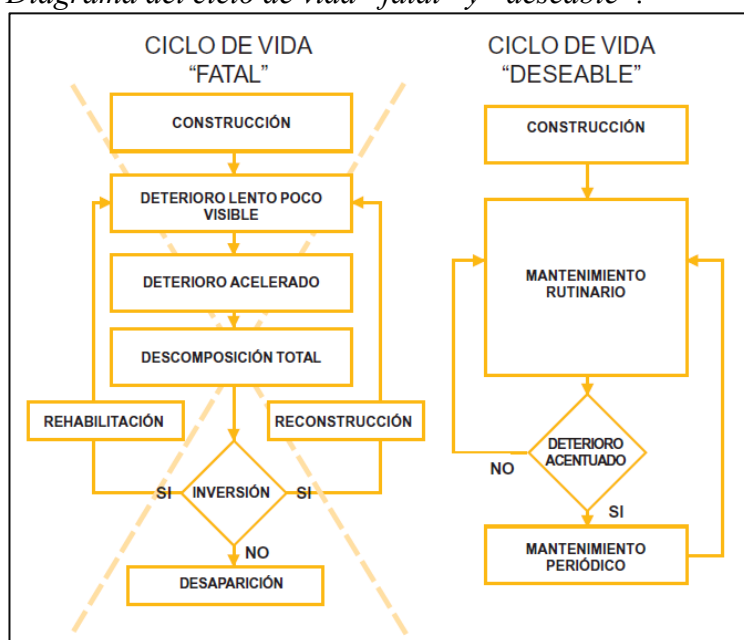 Diagrama del ciclo de vida "fatal" y "deseable".
CICLO DE VIDA
"FATAL"
CONSTRUCCIÓN
DETERIORO LENTO POCO
VISIBLE
DETERIORO ACELERADO
DESCOMPOSICIÓN TOTAL
REHABILITACIÓN
RECONSTRUCCIÓN
SI
INVERSIÓN
SI
NO
DESAPARICIÓN
CICLO DE VIDA
"DESEABLE"
CONSTRUCCIÓN
MANTENIMIENTO
RUTINARIO
DETERIORO
ACENTUADO
NO
SI
MANTENIMIENTO
PERIÓDICO